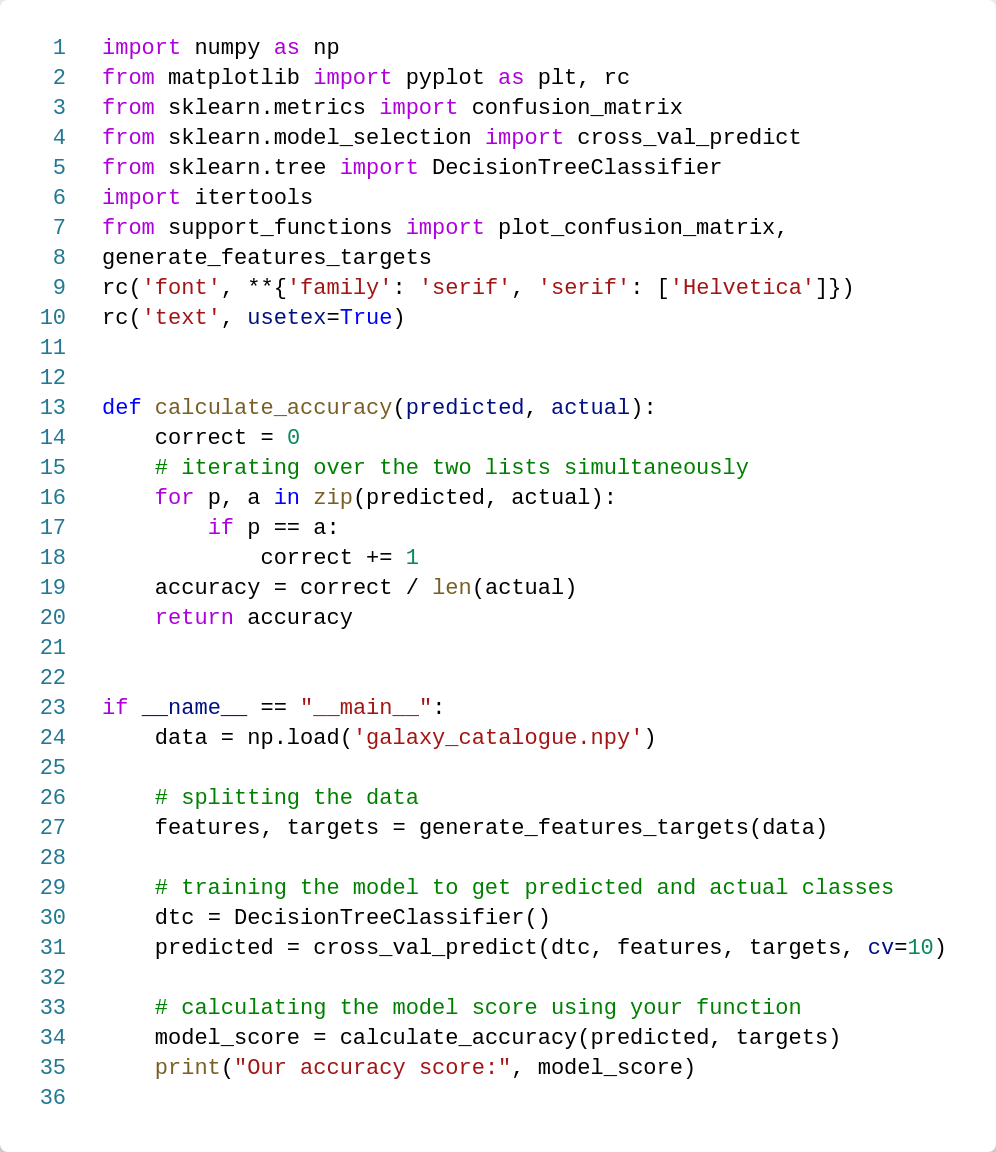 1 import numpy as np
2 from matplotlib import pyplot as plt, rc
3 from sklearn.metrics import confusion_matrix
4 from sklearn.model_selection import cross_val_predict
5 from sklearn.tree import DecisionTreeClassifier
6 import itertools
7 from support_functions import plot_confusion_matrix,
8 generate_features_targets
9 rc('font', **{'family': 'serif', 'serif': ['Helvetica']})
10 rc('text', usetex=True)
11
12
13 def calculate_accuracy(predicted, actual):
14     correct = 0
15     # iterating over the two lists simultaneously
16     for p, a in zip(predicted, actual):
17         if p == a:
18             correct += 1
19     accuracy = correct / len(actual)
20     return accuracy
21
22
23 if __name__ == "__main__":
24     data = np.load('galaxy_catalogue.npy')
25
26     # splitting the data
27     features, targets = generate_features_targets(data)
28
29     # training the model to get predicted and actual classes
30     dtc = DecisionTreeClassifier()
31     predicted = cross_val_predict(dtc, features, targets, cv=10)
32
33     # calculating the model score using your function
34     model_score = calculate_accuracy(predicted, targets)
35     print("Our accuracy score:", model_score)
36